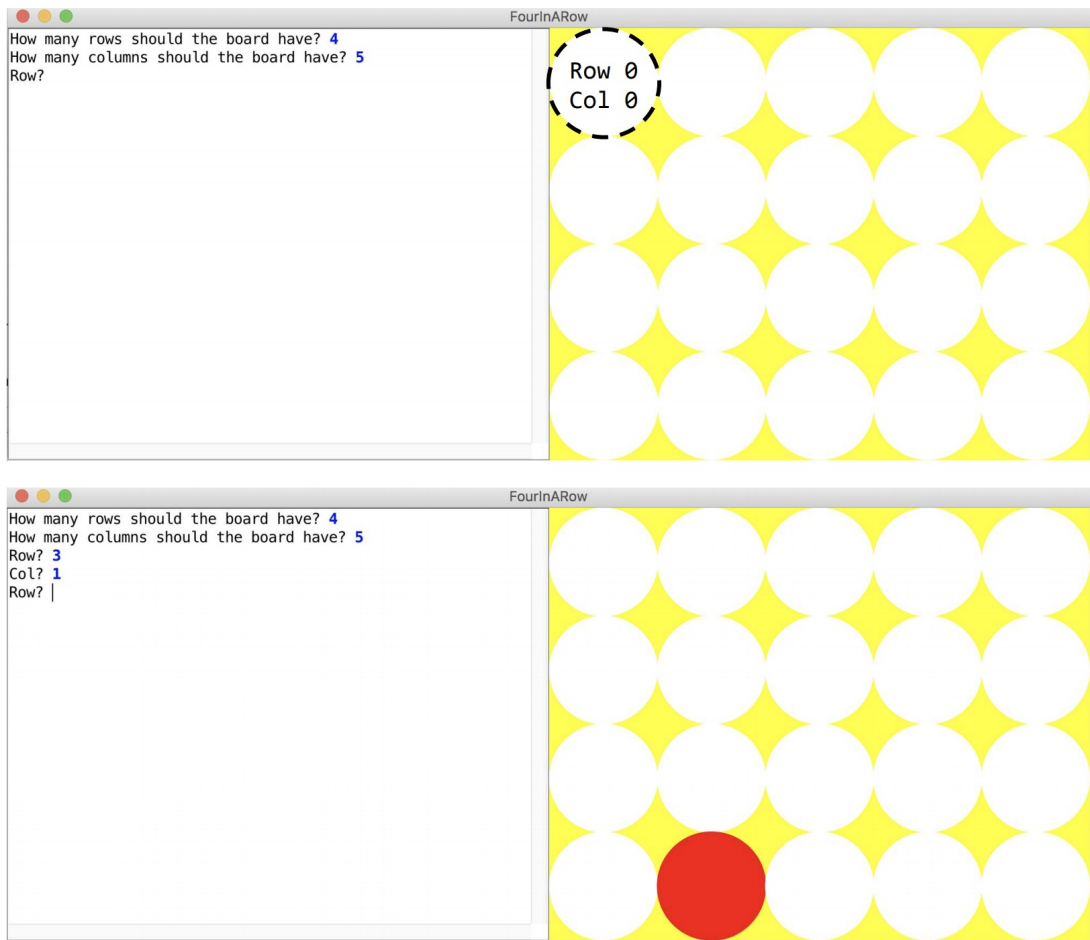 FourInARow
How many rows should the board have? 4
How many columns should the board have? 5
Row?
Row 0
Col 0
FourInARow
How many rows should the board have? 4
How many columns should the board have? 5
Row? 3
Col? 1
Row?